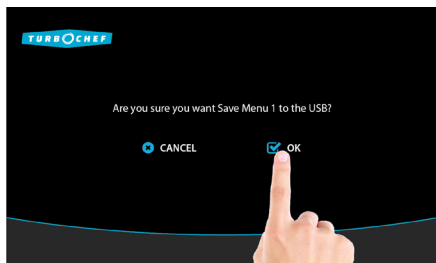 TURBOCHEF
Are you sure you want Save Menu 1 to the USB?
CANCEL
OK